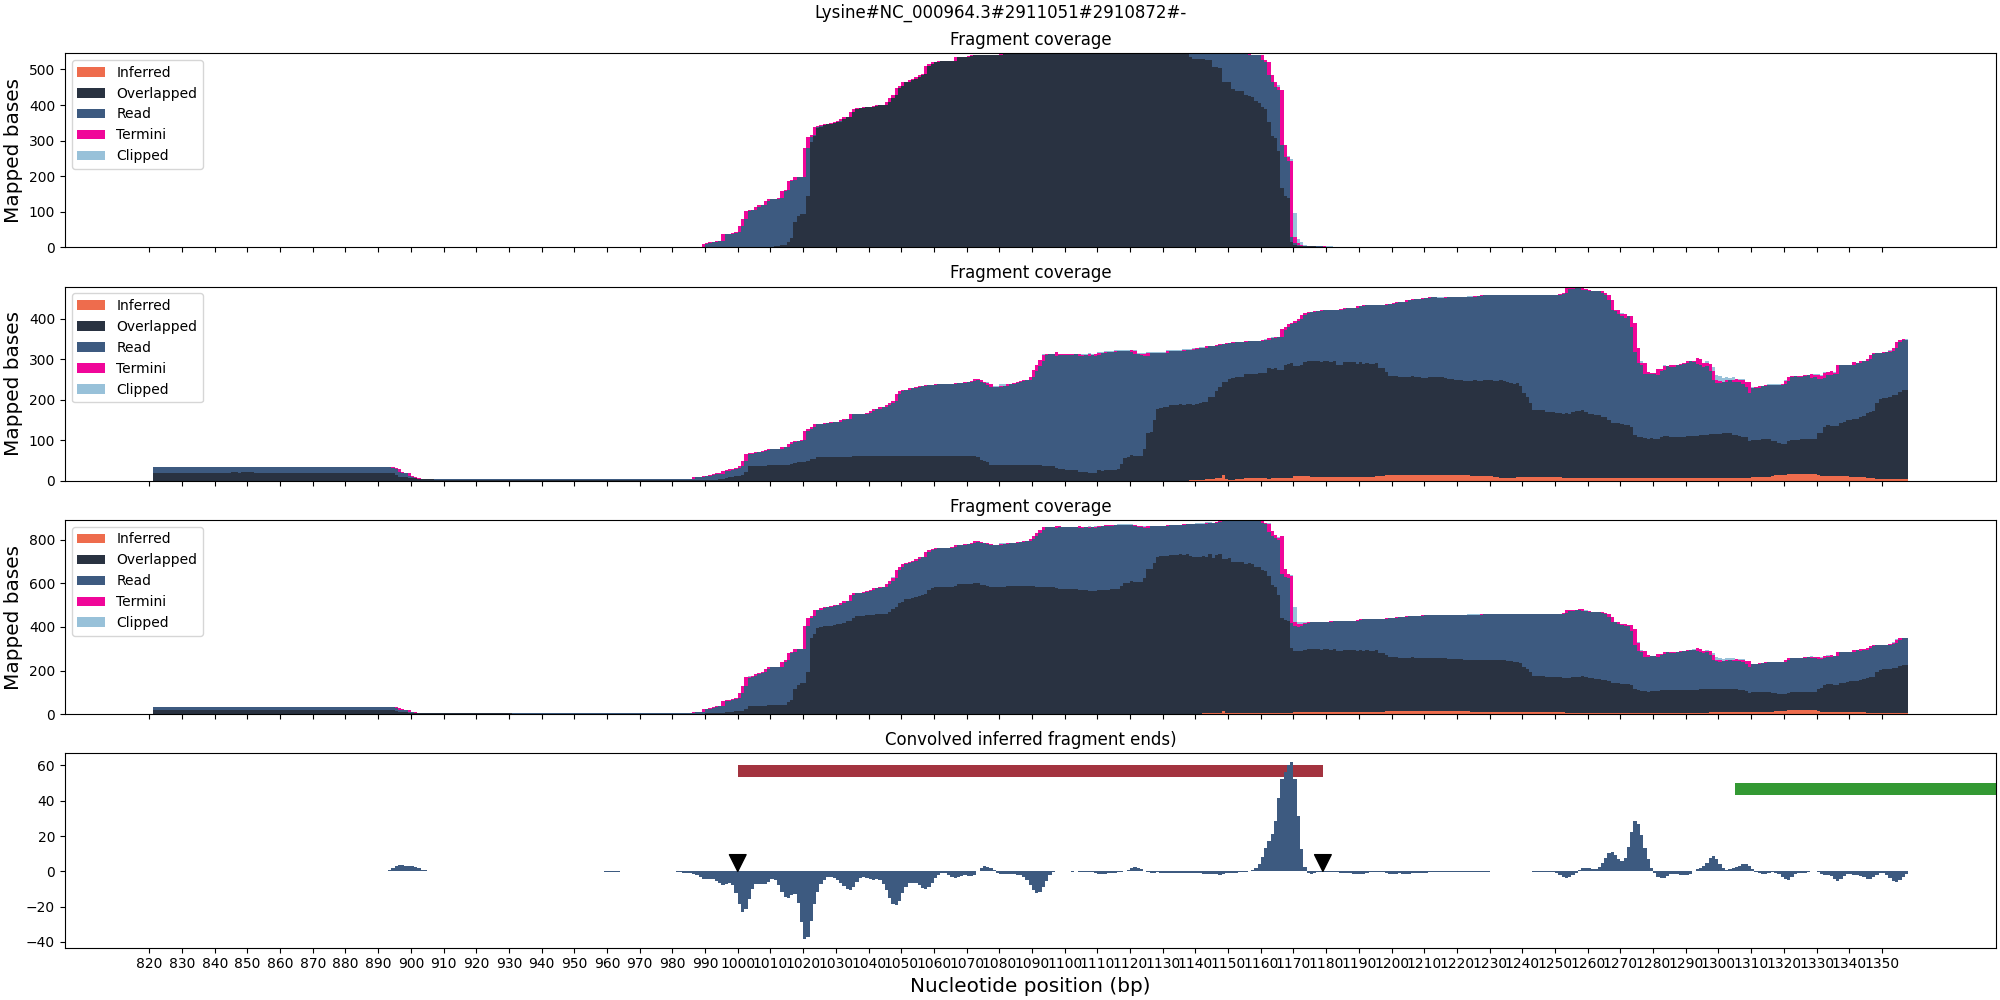 Lysine#NC_000964.3#2911051#2910872#-
Fragment coverage
Mapped bases
500
400
300
200
100
0
Inferred
Overlapped
Read
Termini
Clipped
Fragment coverage
Mapped bases
400
300
200
100
0
Inferred
Overlapped
Read
Termini
Clipped
Fragment coverage
Mapped bases
800
600
400
200
0
Inferred
Overlapped
Read
Termini
Clipped
Convolved inferred fragment ends)
60
40
20
0
−20
−40
820 830 840 850 860 870 880 890 900 910 920 930 940 950 960 970 980 990 1000 1010 1020 1030 1040 1050 1060 1070 1080 1090 1100 1110 1120 1130 1140 1150 1160 1170 1180 1190 1200 1210 1220 1230 1240 1250 1260 1270 1280 1290 1300 1310 1320 1330 1340 1350
Nucleotide position (bp)